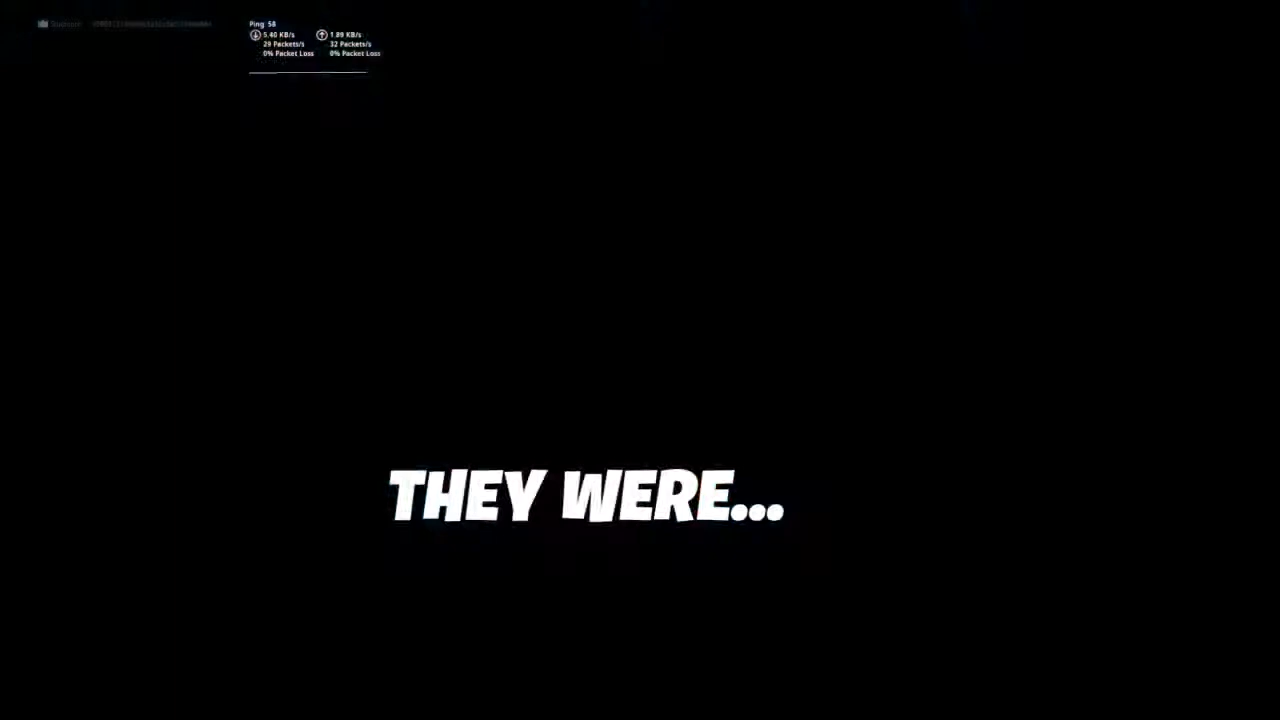 Ping: 58
5.40 KB/s 1.89 KB/s
29 Packets/s 32 Packets/s
0% Packet Loss 0% Packet Loss
THEY WERE...